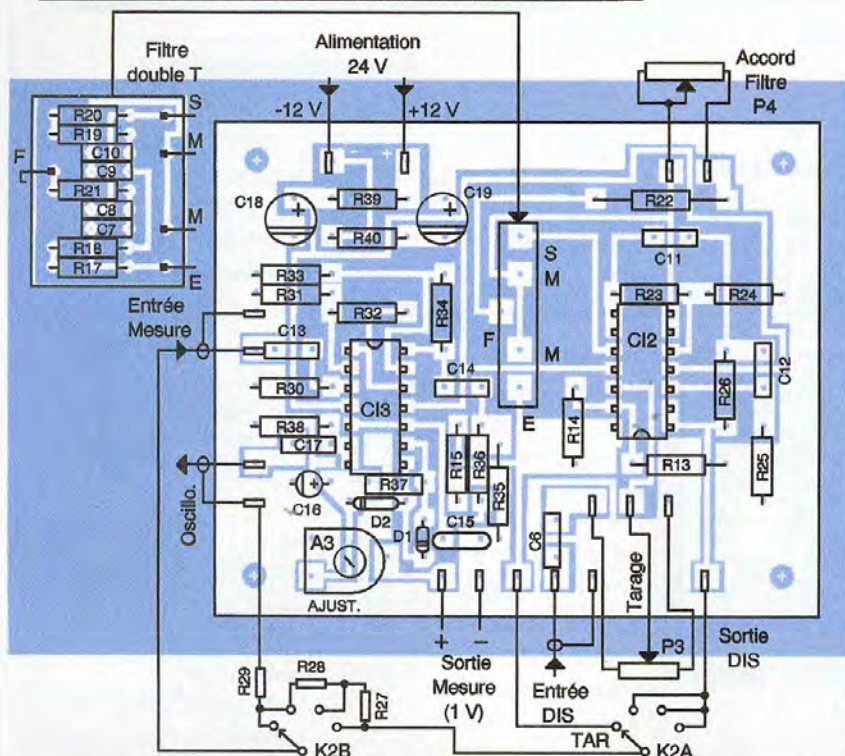 Filtre
double T
Alimentation
24 V
-12 V
+12 V
Accord
Filtre
P4
S
R20
R19
M
C10
F
C9
R21
C8
M
C7
R18
R17
E
- +
C18
R39
C19
R40
R22
S
C11
M
Entrée
Mesure
R33
R31
R32
R34
R23
R24
C13
F
CI2
C14
M
C12
R30
CI3
R26
E
R14
R38
C17
R15
R36
R13
R25
R37
R35
C16
D2
Oscillo.
A3
D1
C15
C6
AJUST.
Tarage
+ -
P3
Sortie
Mesure
(1 V)
Entrée
DIS
Sortie
DIS
R29
R28
R27
TAR
K2B
K2A